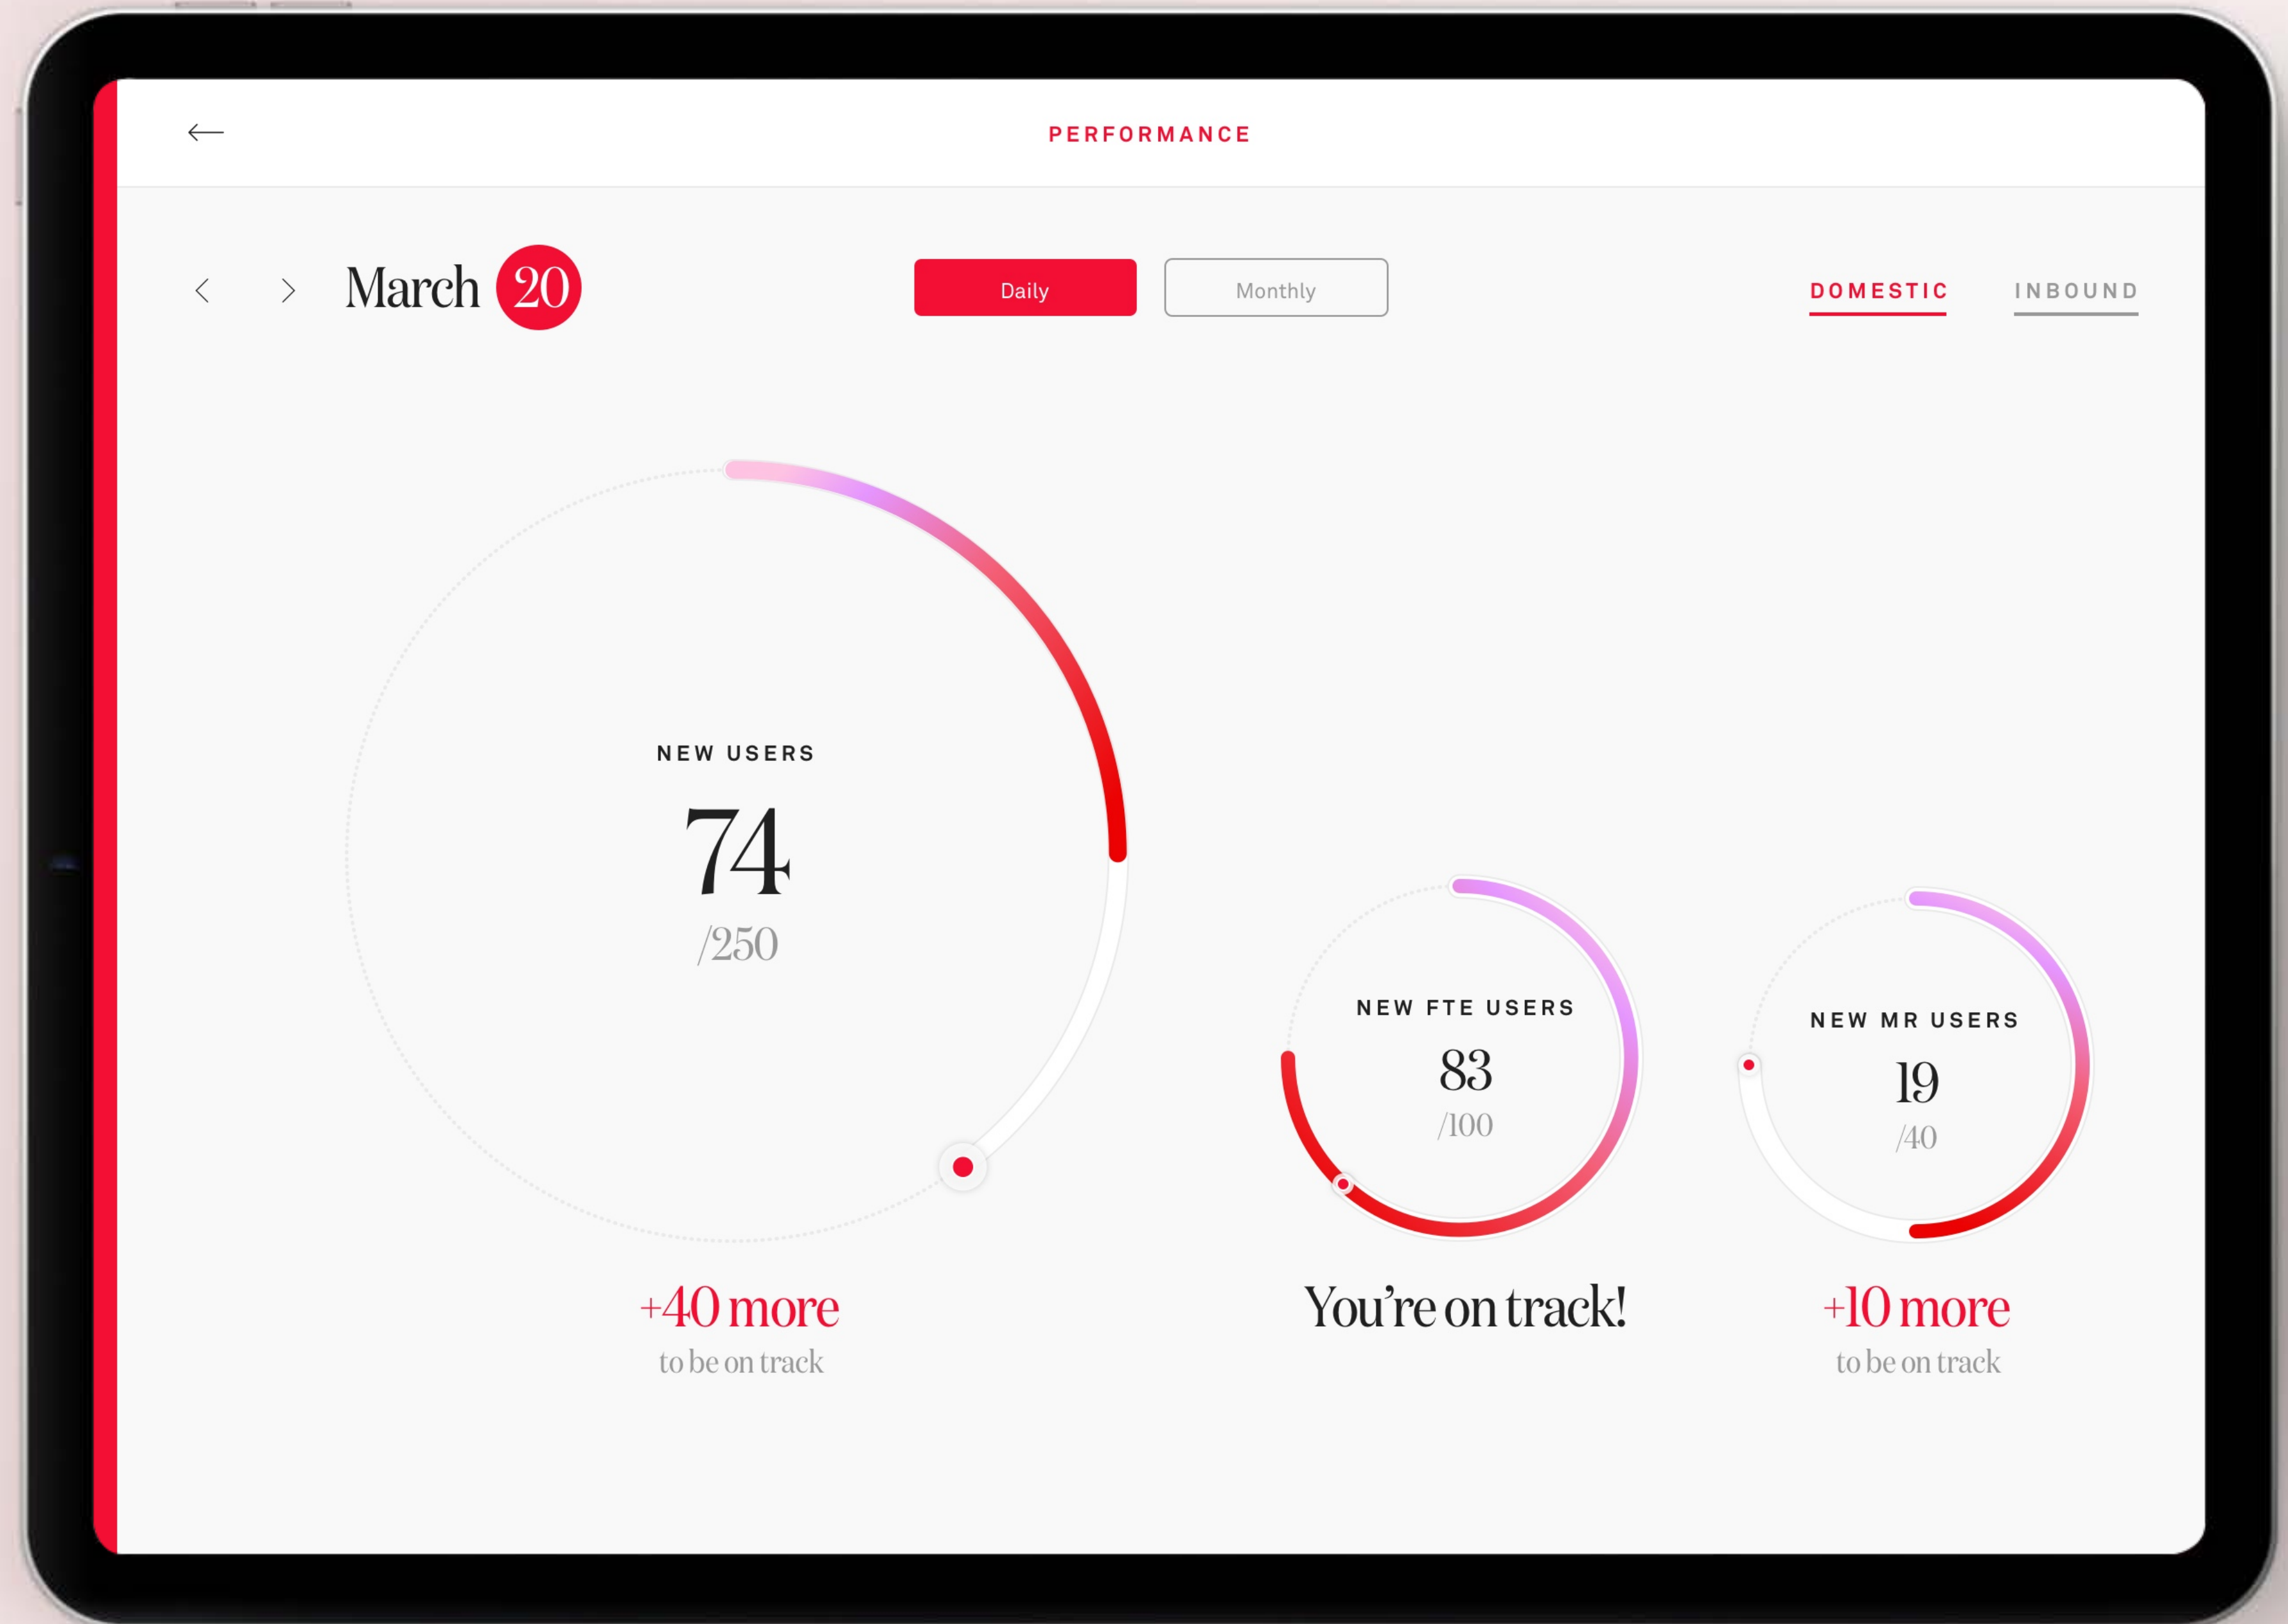 PERFORMANCE
March 20
Daily
Monthly
DOMESTIC
INBOUND
NEW USERS
74
/250
+40 more
to be on track
NEW FTE USERS
83
/100
You’re on track!
NEW MR USERS
19
/40
+10 more
to be on track